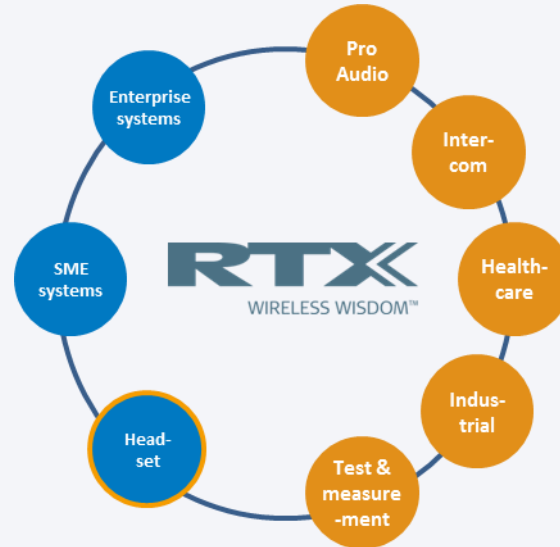 Pro
Audio
Enterprise
systems
Inter-
com
RTX
WIRELESS WISDOM™
SME
systems
Health-
care
Indus-
trial
Head-
set
Test &
measure
-ment